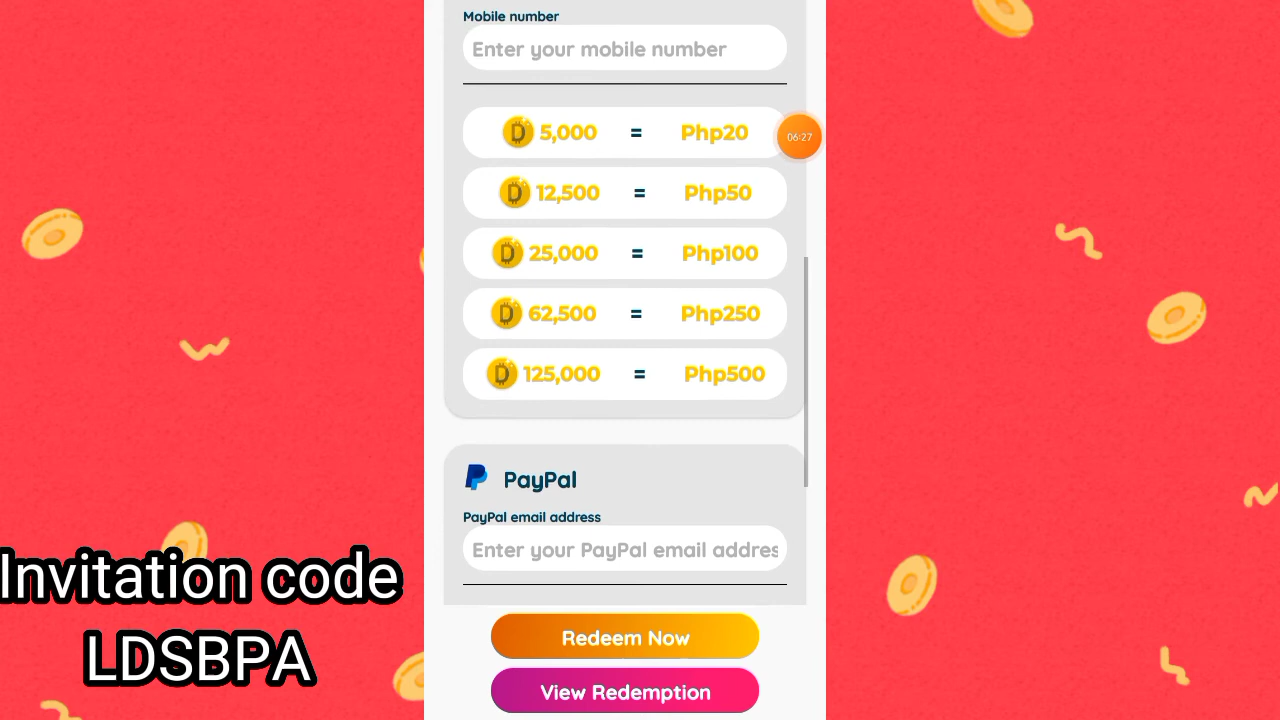 Mobile number
Enter your mobile number
5,000 = Php20
06:27
12,500 = Php50
25,000 = Php100
62,500 = Php250
125,000 = Php500
PayPal
PayPal email address
Enter your PayPal email addres
Invitation code
LDSBPA
Redeem Now
View Redemption